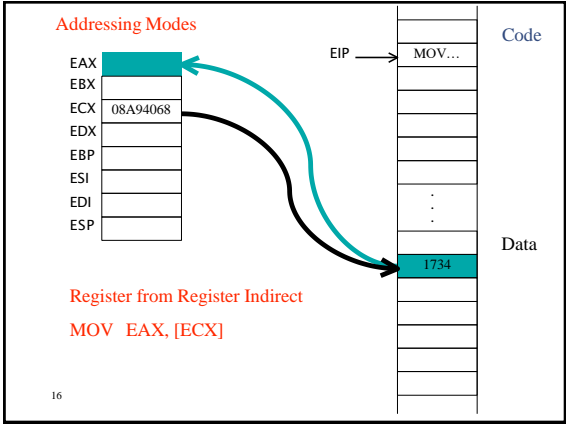 Addressing Modes
Code
EIP
MOV…
EAX
EBX
ECX 08A94068
EDX
EBP
ESI
EDI
ESP
.
.
.
Data
1734
Register from Register Indirect
MOV EAX, [ECX]
16